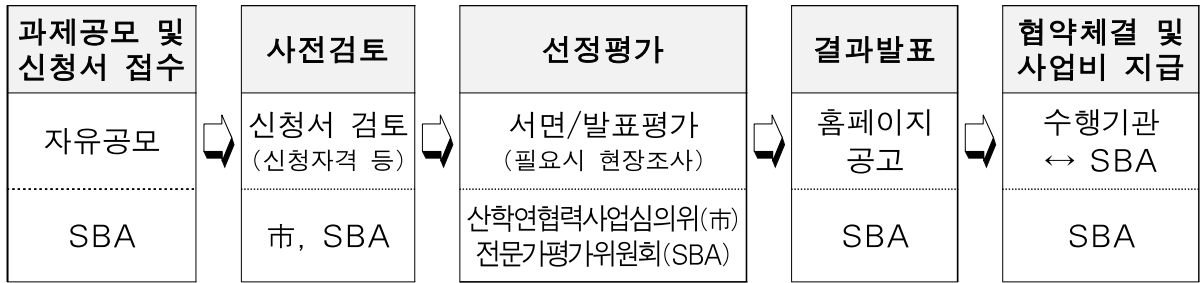 과제공모 및
신청서 접수
자유공모
SBA
사전검토
신청서 검토
(신청자격 등)
市, SBA
선정평가
서면/발표평가
(필요시 현장조사)
산학연협력사업심의위(市)
전문가평가위원회(SBA)
결과발표
홈페이지
공고
SBA
협약체결 및
사업비 지급
수행기관
↔ SBA
SBA